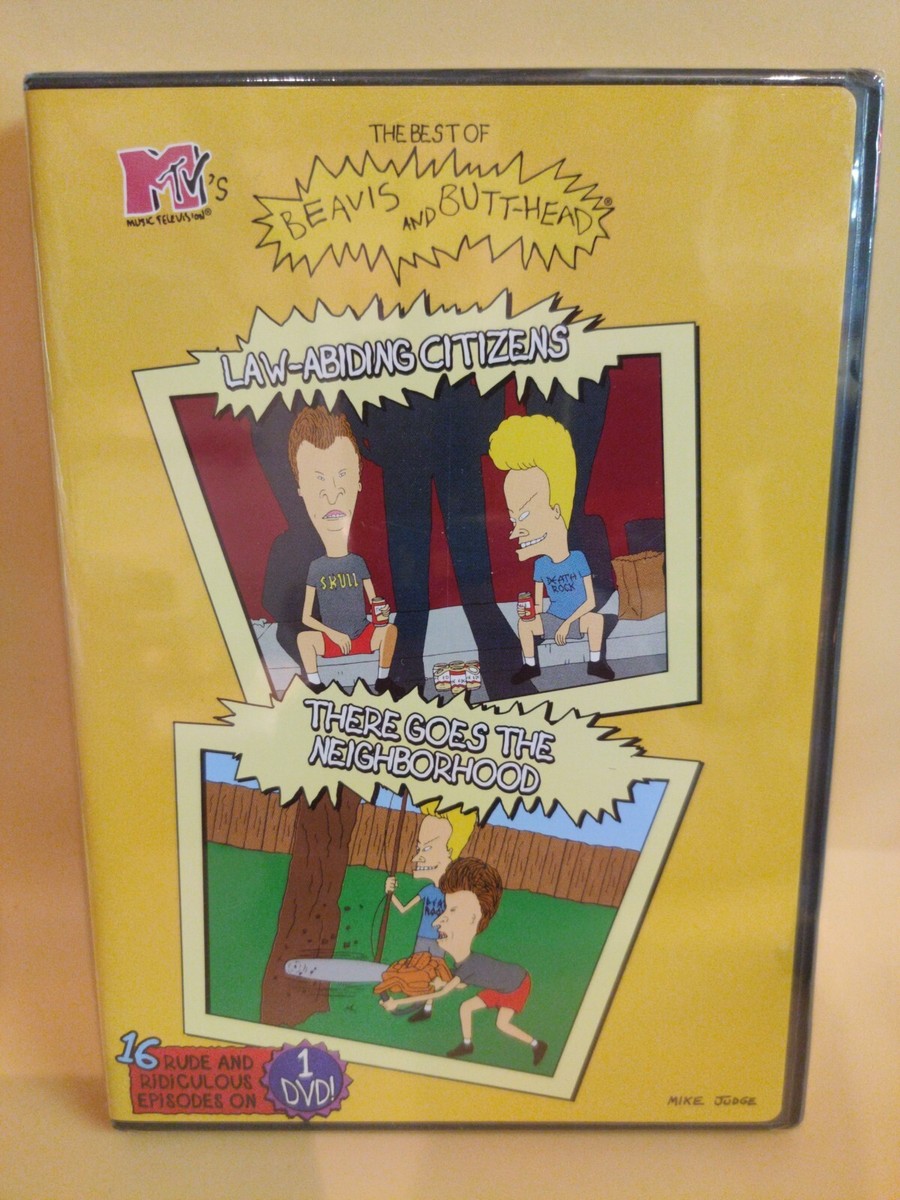 THE BEST OF
MTV'S
MUSIC TELEVISION®
BEAVIS AND BUTT-HEAD®
LAW-ABIDING CITIZENS
SKULL
DEATH
ROCK
THERE GOES THE
NEIGHBORHOOD
16 RUDE AND
RIDICULOUS
EPISODES ON
1
DVD!
MIKE JUDGE